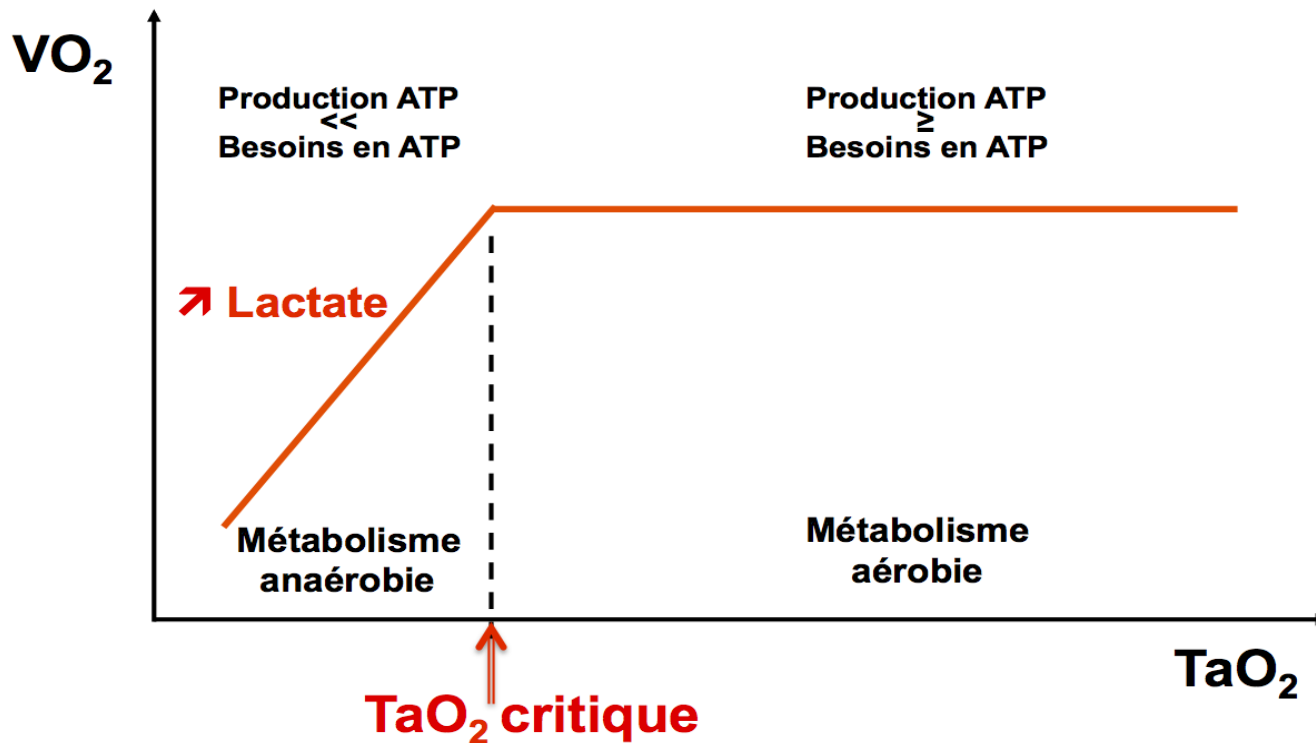 VO₂
Production ATP
<<
Besoins en ATP
Production ATP
≥
Besoins en ATP
↗ Lactate
Métabolisme
anaérobie
Métabolisme
aérobie
TaO₂
TaO₂ critique